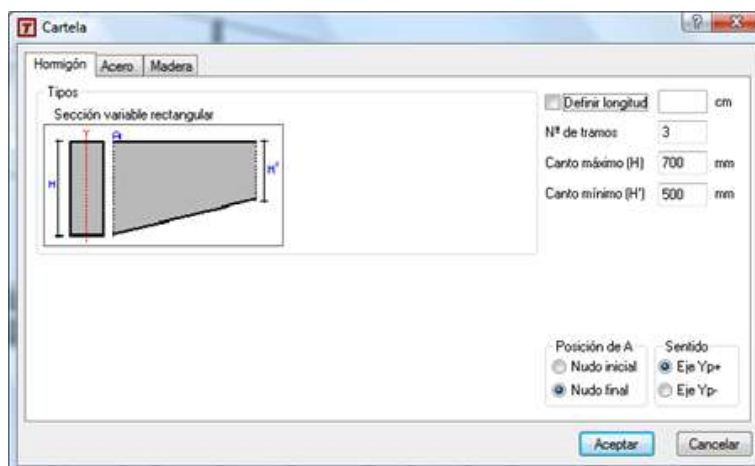 T Cartela
?
Hormigón Acero Madera
Tipos
Sección variable rectangular
Y A
H H'
Definir longitud cm
Nº de tramos 3
Canto máximo (H) 700 mm
Canto mínimo (H') 500 mm
Posición de A Sentido
Nudo inicial Eje Yp+
Nudo final Eje Yp-
Aceptar Cancelar